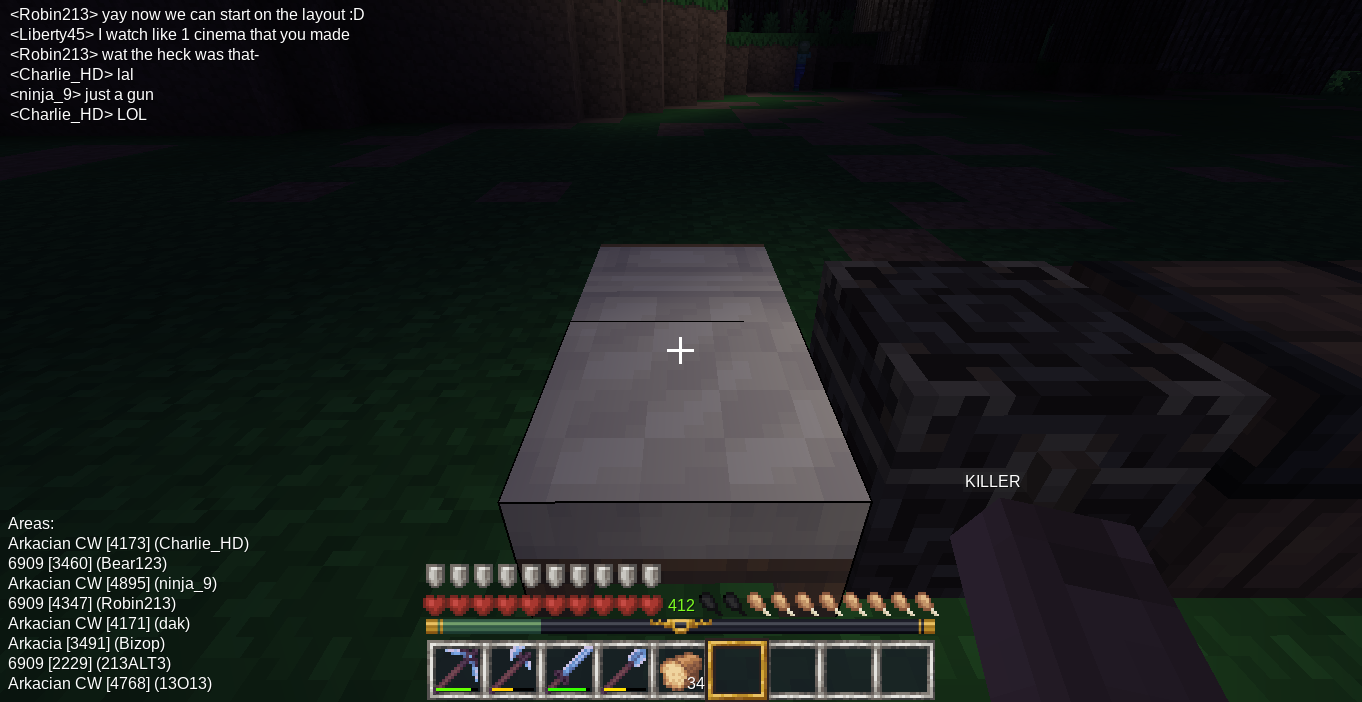 <Robin213> yay now we can start on the layout :D
<Liberty45> I watch like 1 cinema that you made
<Robin213> wat the heck was that-
<Charlie_HD> lal
<ninja_9> just a gun
<Charlie_HD> LOL
KILLER
Areas:
Arkacian CW [4173] (Charlie_HD)
6909 [3460] (Bear123)
Arkacian CW [4895] (ninja_9)
6909 [4347] (Robin213)
Arkacian CW [4171] (dak)
Arkacia [3491] (Bizop)
6909 [2229] (213ALT3)
Arkacian CW [4768] (13O13)
412
34